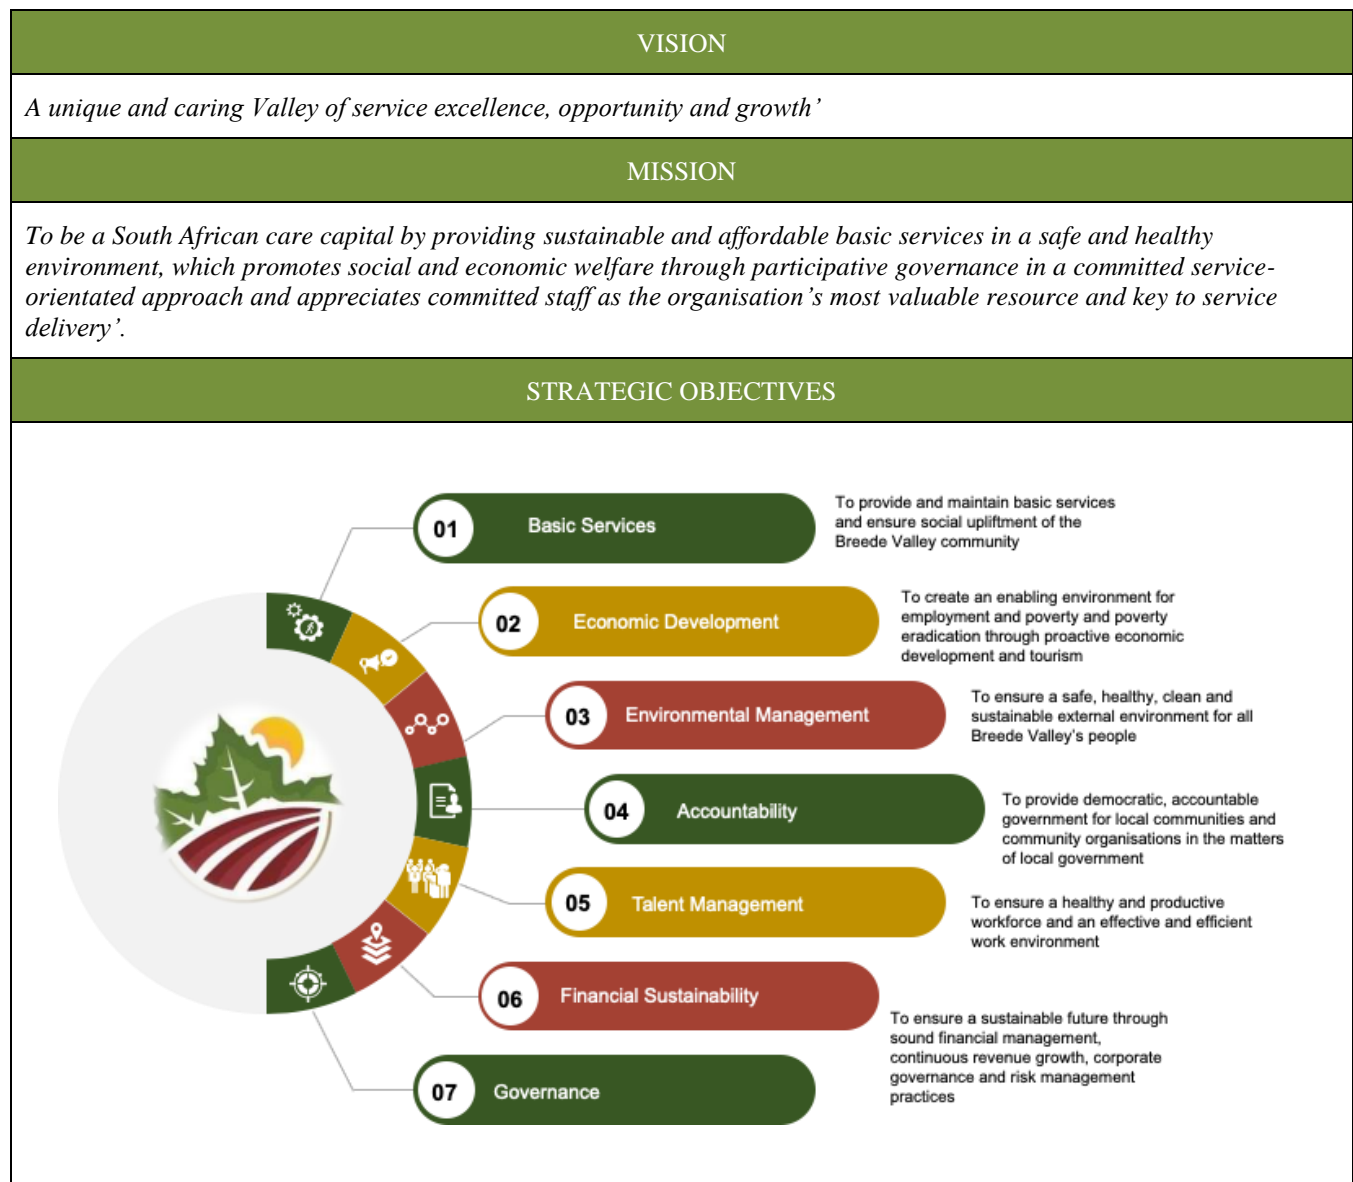 VISION
A unique and caring Valley of service excellence, opportunity and growth’
MISSION
To be a South African care capital by providing sustainable and affordable basic services in a safe and healthy
environment, which promotes social and economic welfare through participative governance in a committed service-
orientated approach and appreciates committed staff as the organisation’s most valuable resource and key to service
delivery’.
STRATEGIC OBJECTIVES
01
Basic Services
To provide and maintain basic services
and ensure social upliftment of the
Breede Valley community
02
Economic Development
To create an enabling environment for
employment and poverty and poverty
eradication through proactive economic
development and tourism
03
Environmental Management
To ensure a safe, healthy, clean and
sustainable external environment for all
Breede Valley's people
04
Accountability
To provide democratic, accountable
government for local communities and
community organisations in the matters
of local government
05
Talent Management
To ensure a healthy and productive
workforce and an effective and efficient
work environment
06
Financial Sustainability
To ensure a sustainable future through
sound financial management,
continuous revenue growth, corporate
governance and risk management
practices
07
Governance